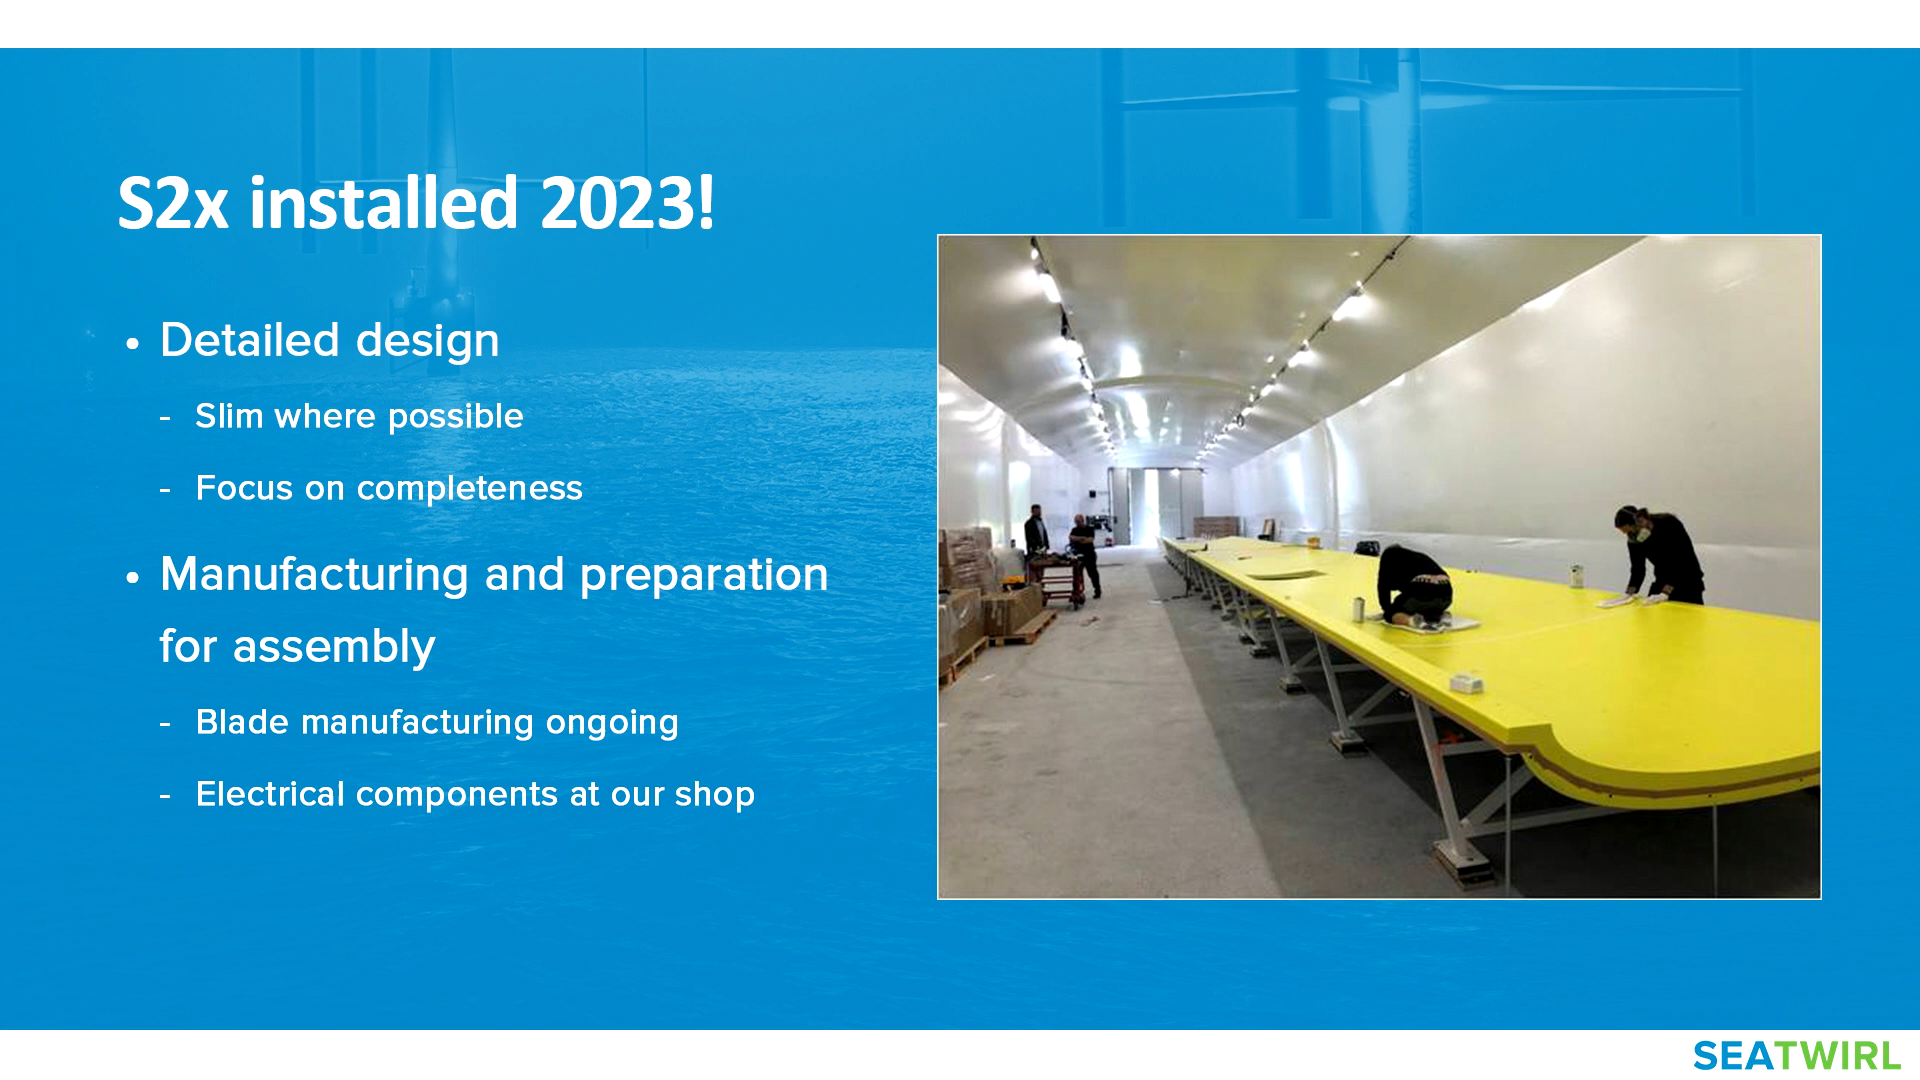 S2x installed 2023!
• Detailed design
- Slim where possible
- Focus on completeness
• Manufacturing and preparation
for assembly
- Blade manufacturing ongoing
- Electrical components at our shop
SEATWIRL